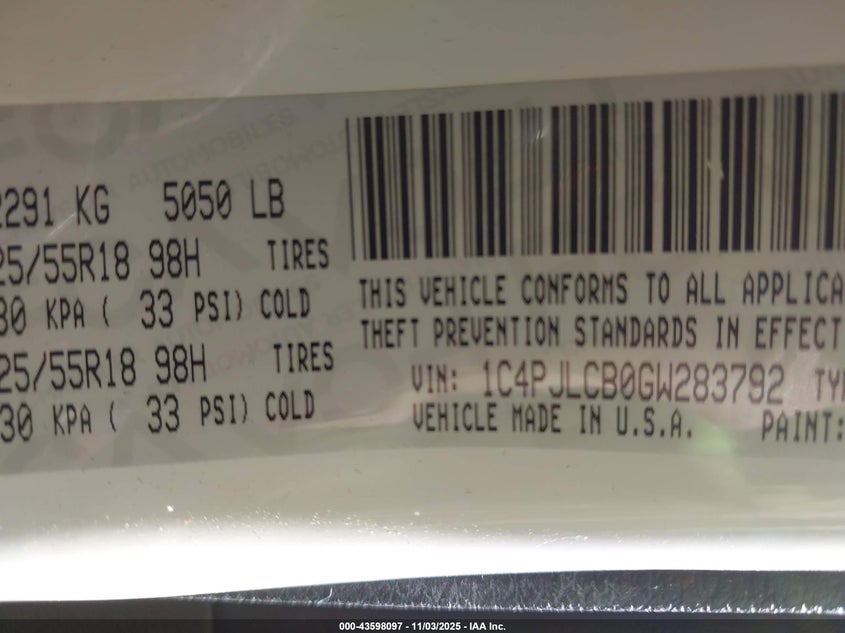 2291 KG 5050 LB
25/55R18 98H TIRES
30 KPA ( 33 PSI) COLD
25/55R18 98H TIRES
30 KPA ( 33 PSI) COLD
THIS VEHICLE CONFORMS TO ALL APPLICA
THEFT PREVENTION STANDARDS IN EFFECT
VIN: 1C4PJLCB0GW283792 TY
VEHICLE MADE IN U.S.A. PAINT:
000-43598097 - 11/03/2025 - IAA Inc.